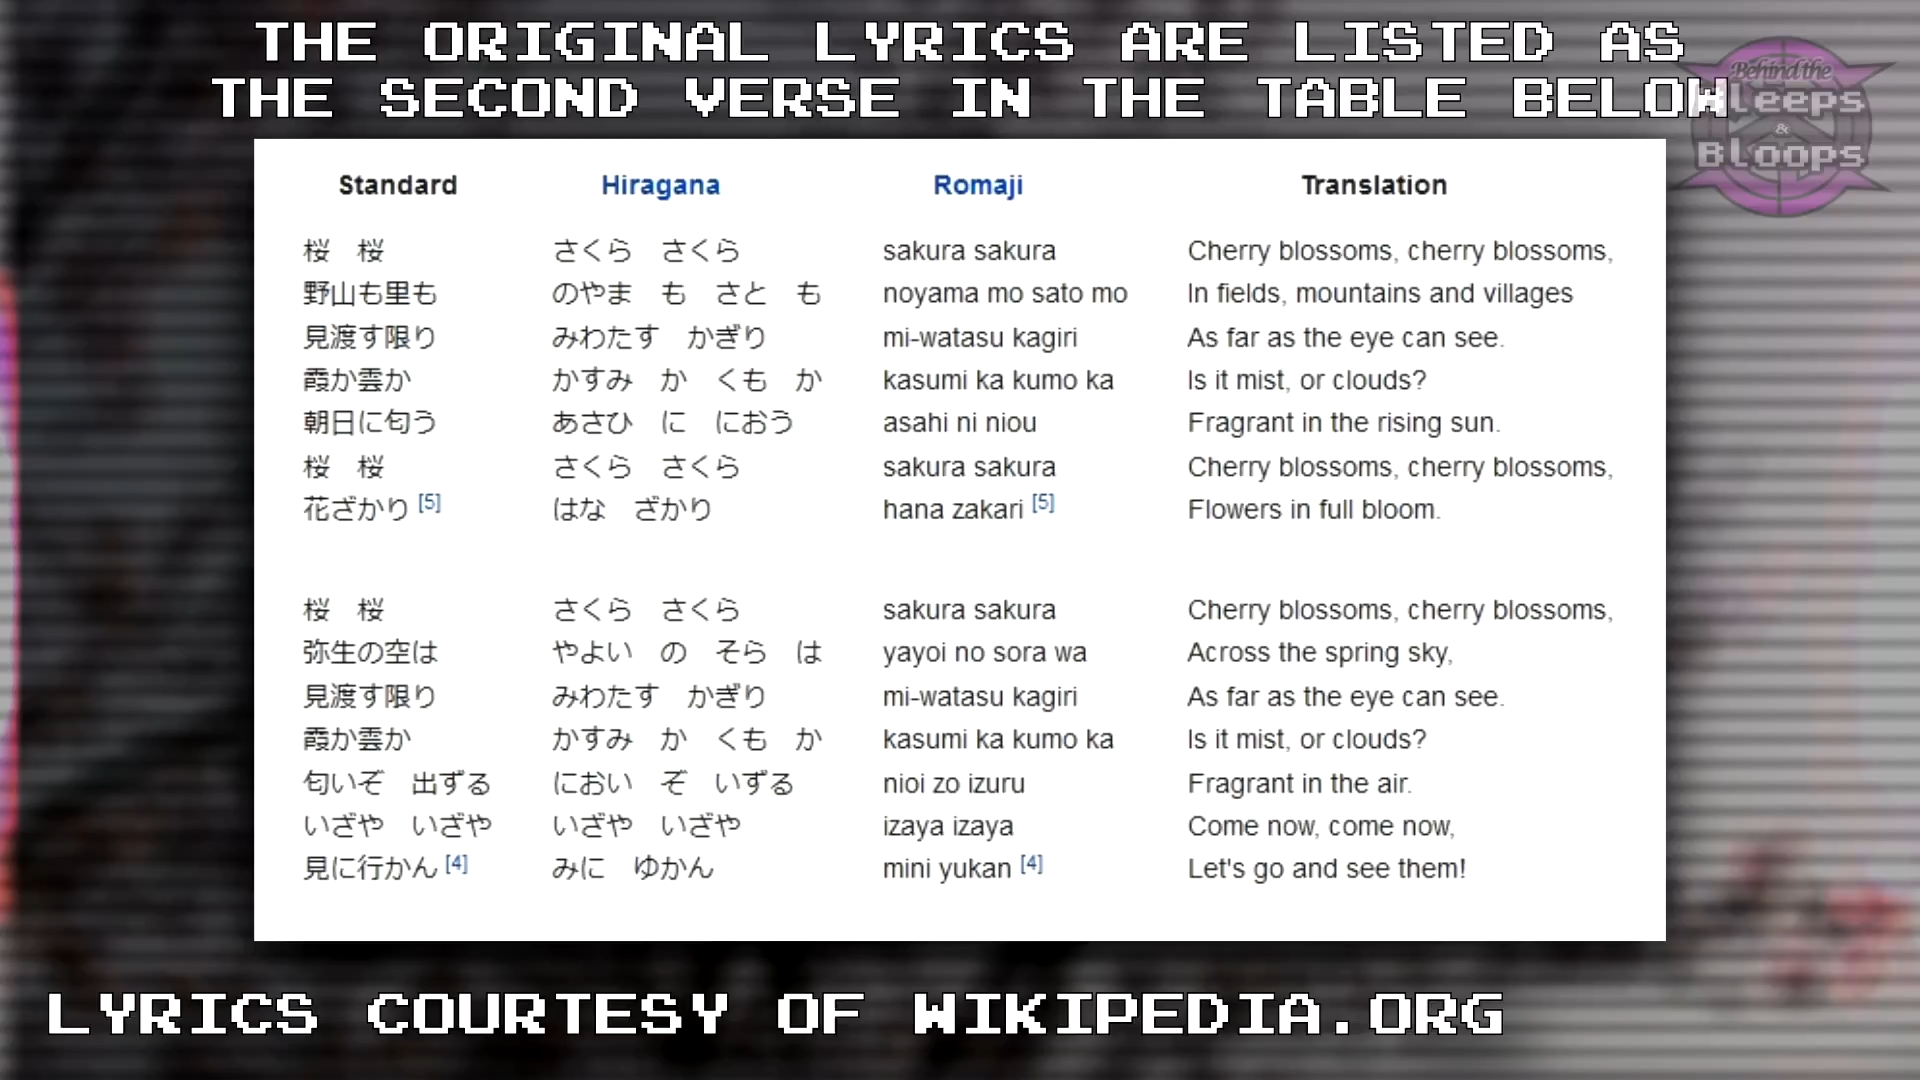 THE ORIGINAL LYRICS ARE LISTED AS
THE SECOND VERSE IN THE TABLE BELOW
Behind the
Bleeps
&
Bloops
Standard Hiragana Romaji Translation
桜 桜 さくら さくら sakura sakura Cherry blossoms, cherry blossoms,
野山も里も のやま も さと も noyama mo sato mo In fields, mountains and villages
見渡す限り みわたす かぎり mi-watasu kagiri As far as the eye can see.
霞か雲か かすみ か くも か kasumi ka kumo ka Is it mist, or clouds?
朝日に匂う あさひ に におう asahi ni niou Fragrant in the rising sun.
桜 桜 さくら さくら sakura sakura Cherry blossoms, cherry blossoms,
花ざかり [5] はな ざかり hana zakari [5] Flowers in full bloom.
桜 桜 さくら さくら sakura sakura Cherry blossoms, cherry blossoms,
弥生の空は やよい の そら は yayoi no sora wa Across the spring sky,
見渡す限り みわたす かぎり mi-watasu kagiri As far as the eye can see.
霞か雲か かすみ か くも か kasumi ka kumo ka Is it mist, or clouds?
匂いぞ 出ずる におい ぞ いずる nioi zo izuru Fragrant in the air.
いざや いざや いざや いざや izaya izaya Come now, come now,
見に行かん [4] みに ゆかん mini yukan [4] Let's go and see them!
LYRICS COURTESY OF WIKIPEDIA.ORG